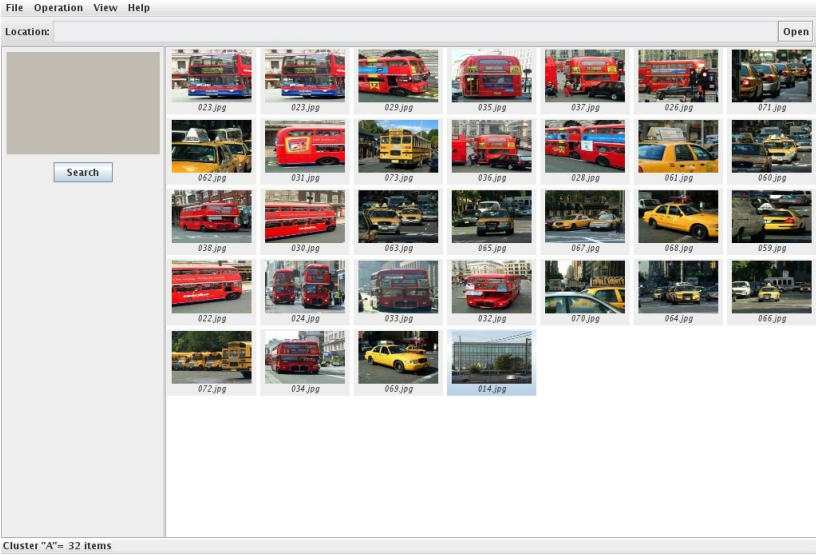 File Operation View Help
Location: Open
Search
023.jpg 023.jpg 029.jpg 035.jpg 037.jpg 026.jpg 071.jpg
062.jpg 031.jpg 073.jpg 036.jpg 028.jpg 061.jpg 060.jpg
038.jpg 030.jpg 063.jpg 065.jpg 067.jpg 068.jpg 059.jpg
022.jpg 024.jpg 033.jpg 032.jpg 070.jpg 064.jpg 066.jpg
072.jpg 034.jpg 069.jpg 014.jpg
Cluster "A"= 32 items